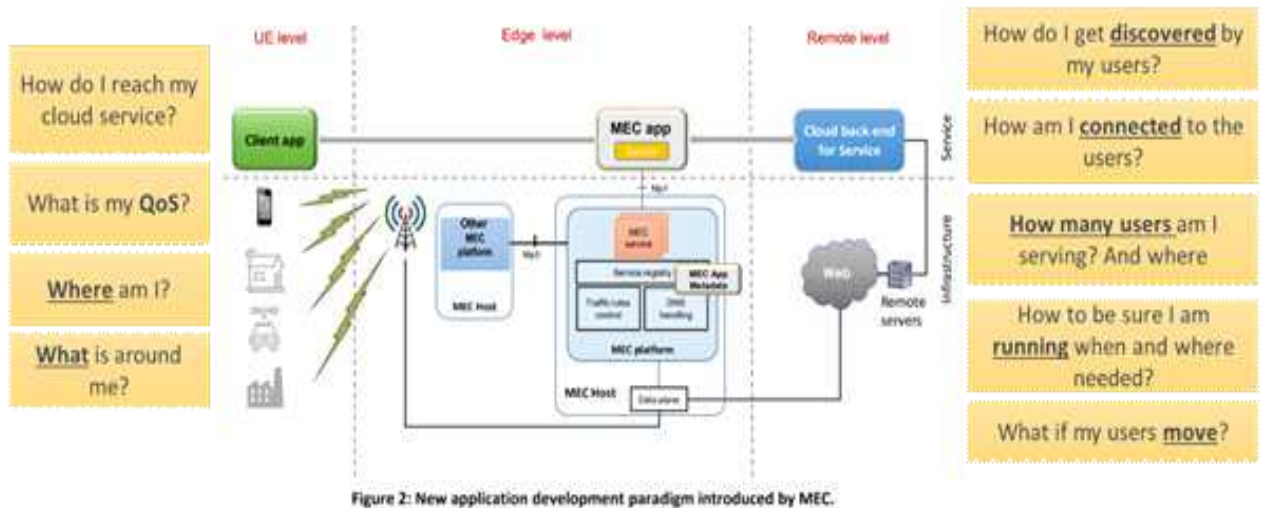 UE level
Edge level
Remote level
How do I reach my
cloud service?
What is my QoS?
Where am I?
What is around
me?
Client app
MEC app
Cloud back end
for Service
Service
Infrastructure
Other
MEC
platform
MEC Host
MEC
service
Service registry
MEC App
Metadata
Traffic rules
control
DNS
handling
MEC platform
MEC Host
Data plane
Web
Remote
servers
How do I get discovered by
my users?
How am I connected to the
users?
How many users am I
serving? And where
How to be sure I am
running when and where
needed?
What if my users move?
Figure 2: New application development paradigm introduced by MEC.